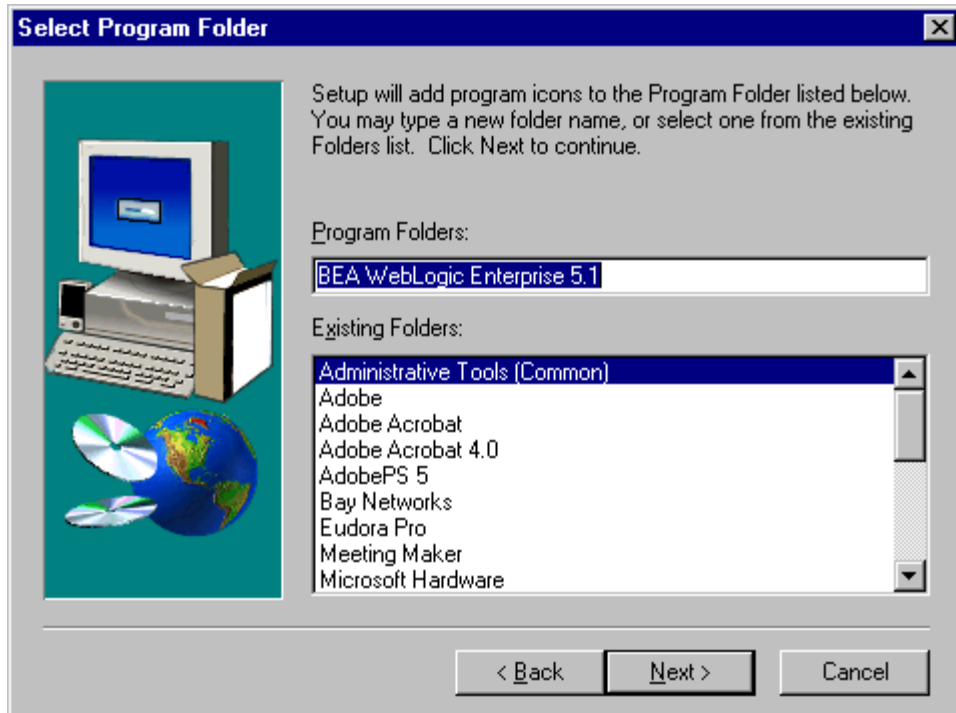 Select Program Folder
Setup will add program icons to the Program Folder listed below.
You may type a new folder name, or select one from the existing
Folders list.  Click Next to continue.
Program Folders:
BEA WebLogic Enterprise 5.1
Existing Folders:
Administrative Tools (Common)
Adobe
Adobe Acrobat
Adobe Acrobat 4.0
AdobePS 5
Bay Networks
Eudora Pro
Meeting Maker
Microsoft Hardware
< Back
Next >
Cancel